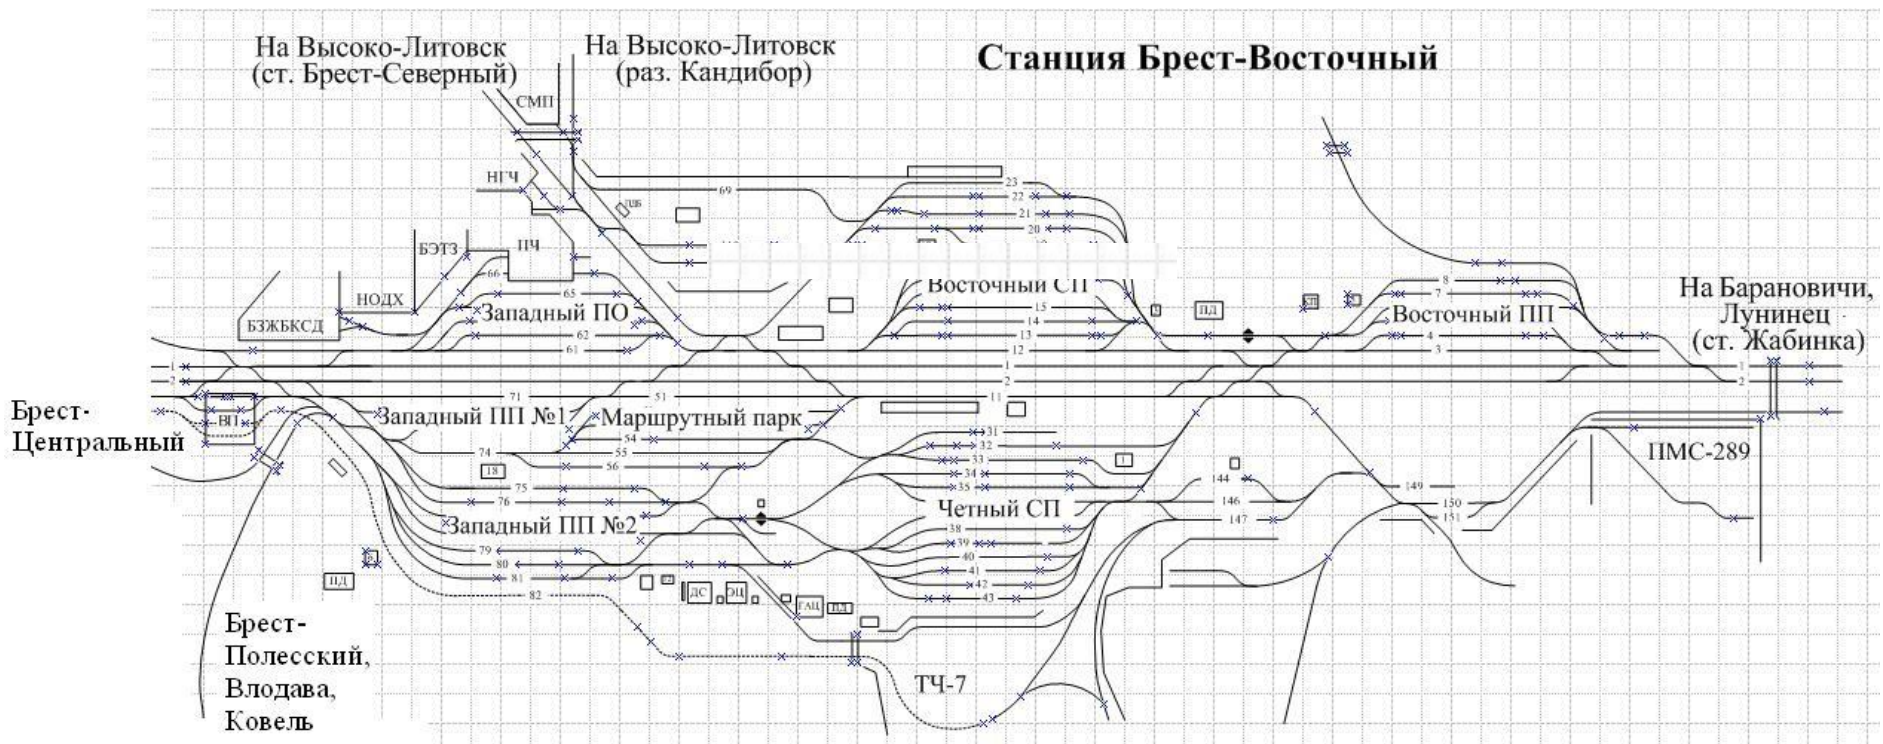 На Высоко-Литовск
(ст. Брест-Северный)
На Высоко-Литовск
(раз. Кандибор)
Станция Брест-Восточный
СМП
НГЧ
69
23
22
21
20
БЭТЗ
ПЧ
66
65
НОДХ
БЗЖБКСД
Западный ПО
62
61
Восточный СП
15
14
13
12
ПД
8
7
Восточный ПП
4
3
На Барановичи,
Лунинец
(ст. Жабинка)
1
1
1
2
2
2
71
51
11
Брест-
Центральный
ВП
Западный ПП №1
Маршрутный парк
54
74
55
56
18
75
76
Западный ПП №2
79
80
81
82
31
32
33
34
35
1
Четный СП
38
39
40
41
42
43
144
146
147
149
150
151
ПМС-289
ПД
ДС
ЭЦ
ГАЦ
ПД
ТЧ-7
Брест-
Полесский,
Влодава,
Ковель